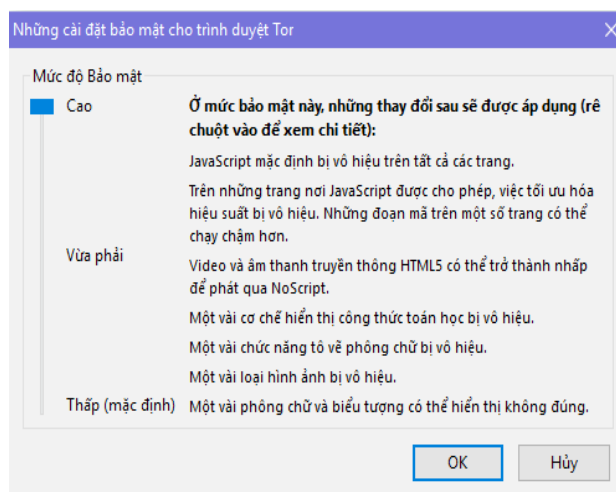 Những cài đặt bảo mật cho trình duyệt Tor
Mức độ Bảo mật
Cao
Ở mức bảo mật này, những thay đổi sau sẽ được áp dụng (rê
chuột vào để xem chi tiết):
JavaScript mặc định bị vô hiệu trên tất cả các trang.
Trên những trang nơi JavaScript được cho phép, việc tối ưu hóa
hiệu suất bị vô hiệu. Những đoạn mã trên một số trang có thể
chạy chậm hơn.
Vừa phải
Video và âm thanh truyền thông HTML5 có thể trở thành nhấp
để phát qua NoScript.
Một vài cơ chế hiển thị công thức toán học bị vô hiệu.
Một vài chức năng tô vẽ phông chữ bị vô hiệu.
Một vài loại hình ảnh bị vô hiệu.
Thấp (mặc định)
Một vài phông chữ và biểu tượng có thể hiển thị không đúng.
OK
Hủy